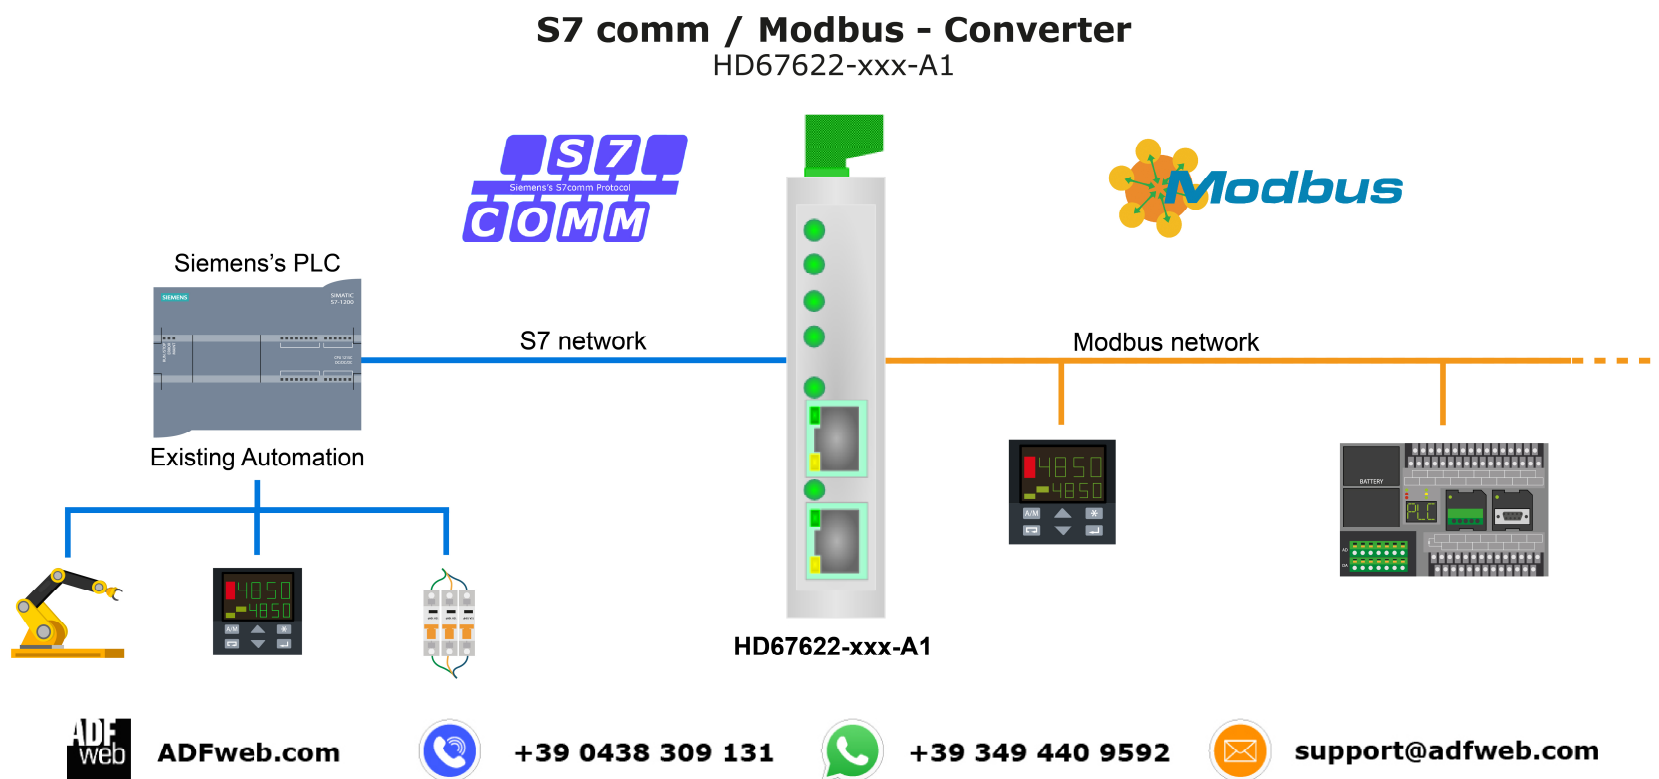 S7 comm / Modbus - Converter
HD67622-xxx-A1
S7
Siemens's S7comm Protocol
COMM
Modbus
Siemens's PLC
SIEMENS
SIMATIC
S7-1200
S7 network
Modbus network
Existing Automation
4850
4850
A/M
4850
4850
A/M
BATTERY
PLC
HD67622-xxx-A1
ADF
web
ADFweb.com
+39 0438 309 131
+39 349 440 9592
support@adfweb.com